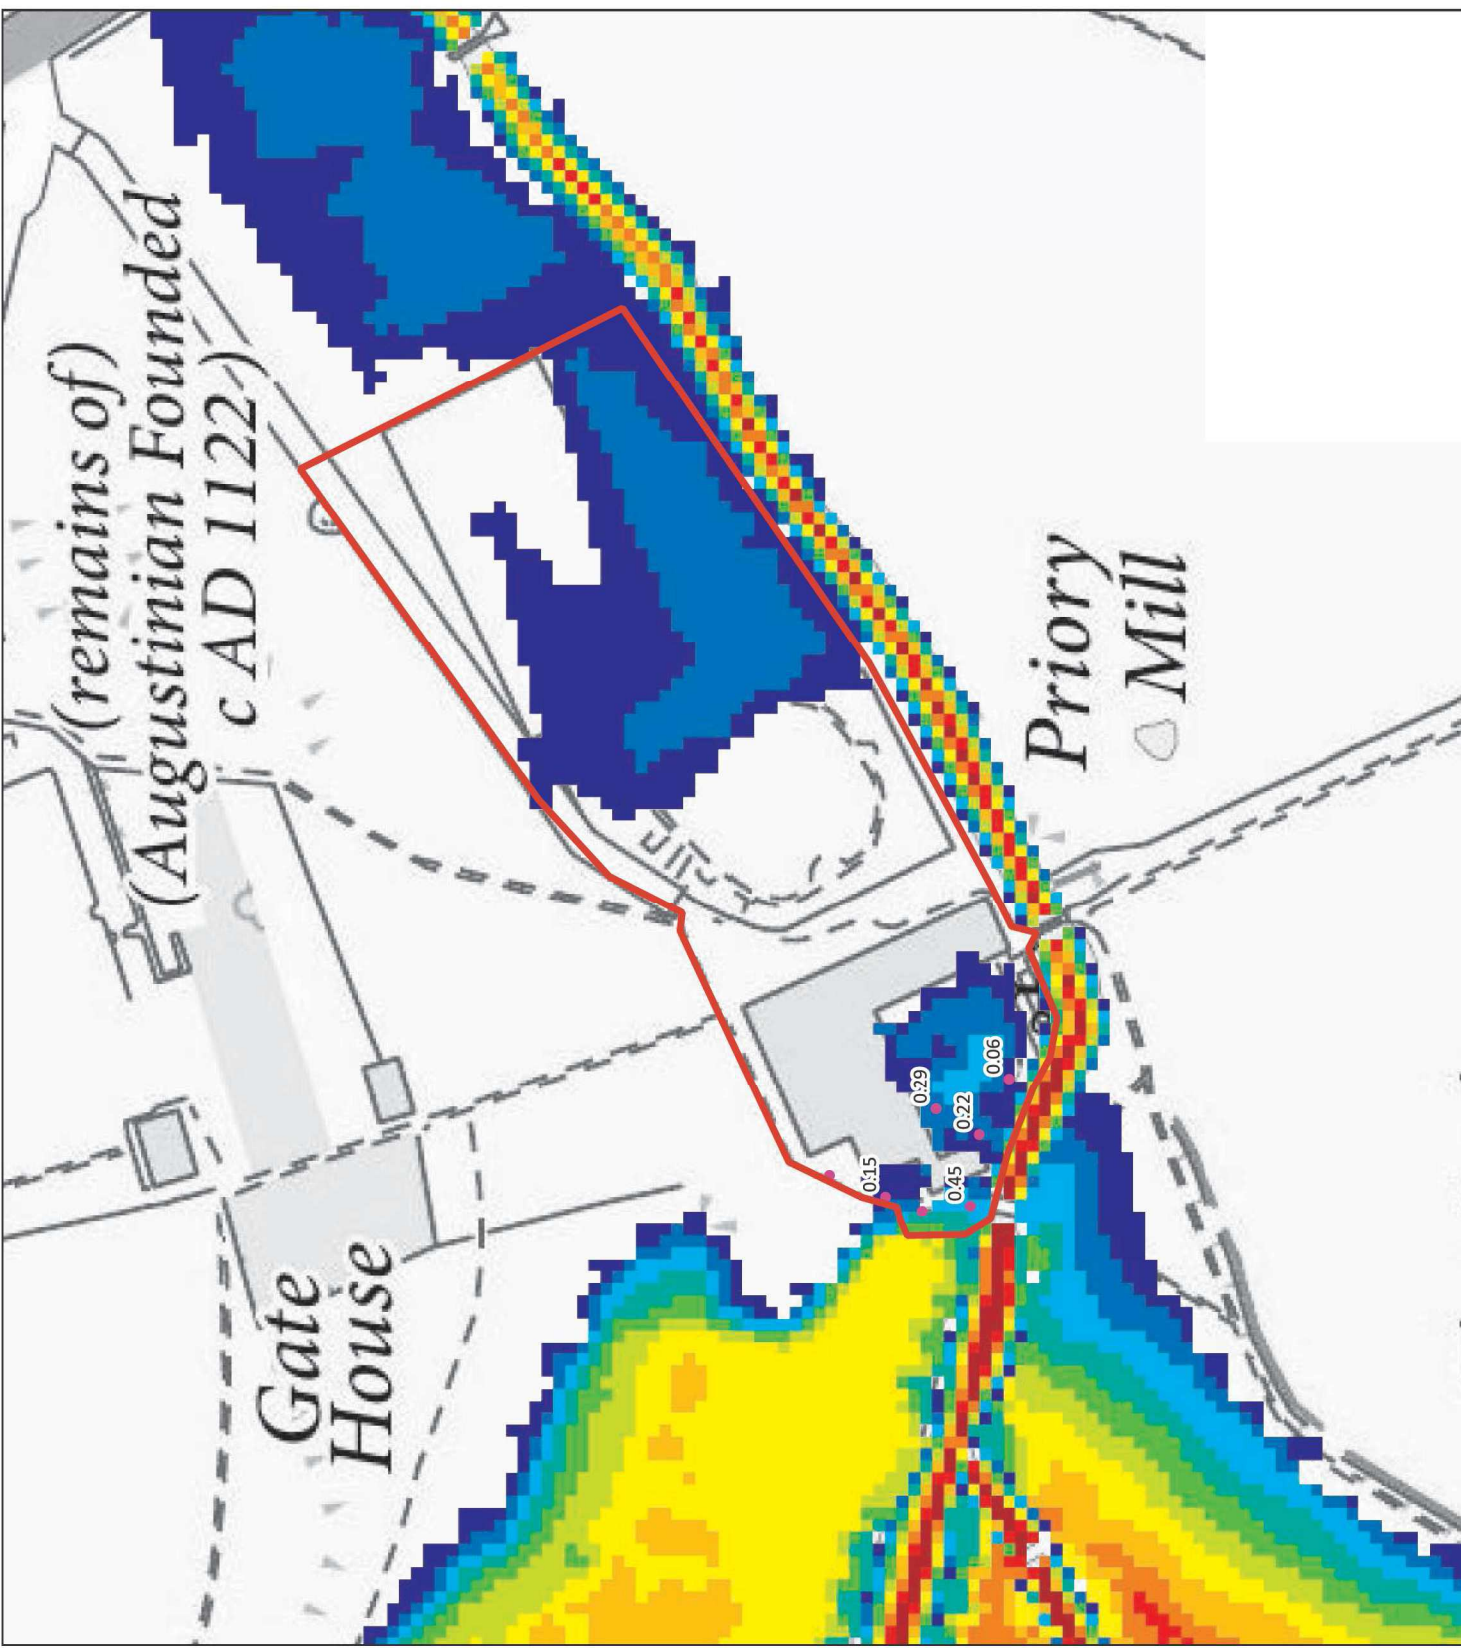 (remains of)
(Augustinian Founded
c AD 1122)
Priory
Mill
Gate
House
0.29
0.06
0.22
0.15
0.45